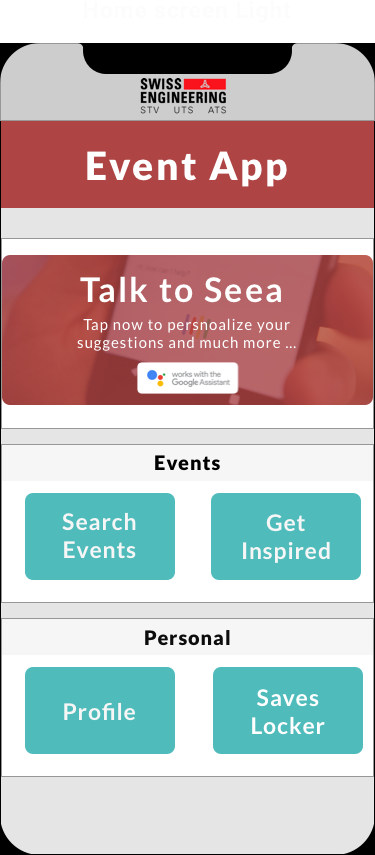 Home screen Light
SWISS
ENGINEERING
STV UTS ATS
Event App
Talk to Seea
Tap now to persnoalize your
suggestions and much more ...
works with the
Google Assistant
Events
Search
Events
Get
Inspired
Personal
Profile
Saves
Locker